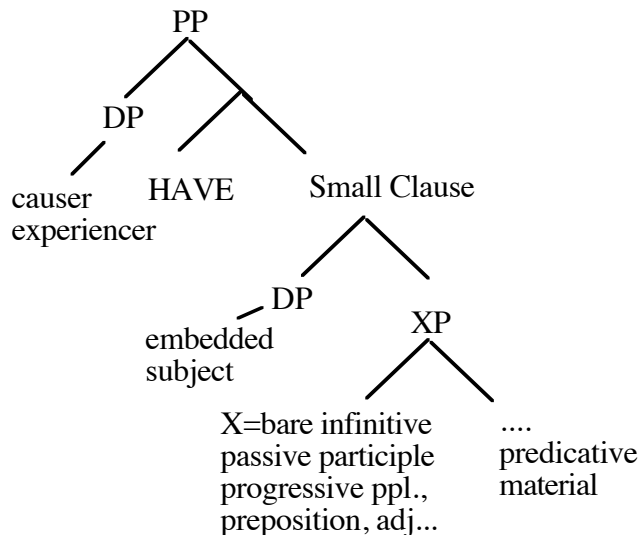 PP
DP
causer
experiencer
HAVE
Small Clause
DP
embedded
subject
XP
X=bare infinitive
passive participle
progressive ppl.,
preposition, adj...
....
predicative
material